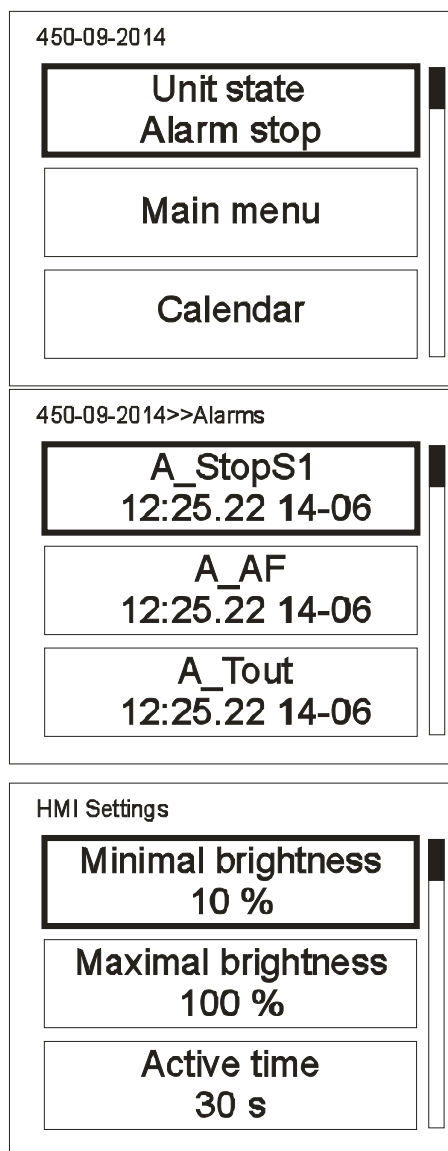 450-09-2014
Unit state
Alarm stop
Main menu
Calendar
450-09-2014>>Alarms
A_StopS1
12:25.22 14-06
A_AF
12:25.22 14-06
A_Tout
12:25.22 14-06
HMI Settings
Minimal brightness
10 %
Maximal brightness
100 %
Active time
30 s